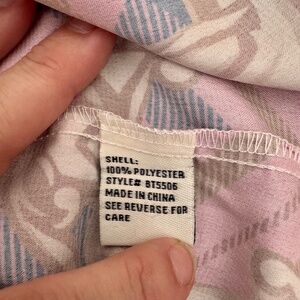 SHELL:
100% POLYESTER
STYLE# BT5506
MADE IN CHINA
SEE REVERSE FOR
CARE